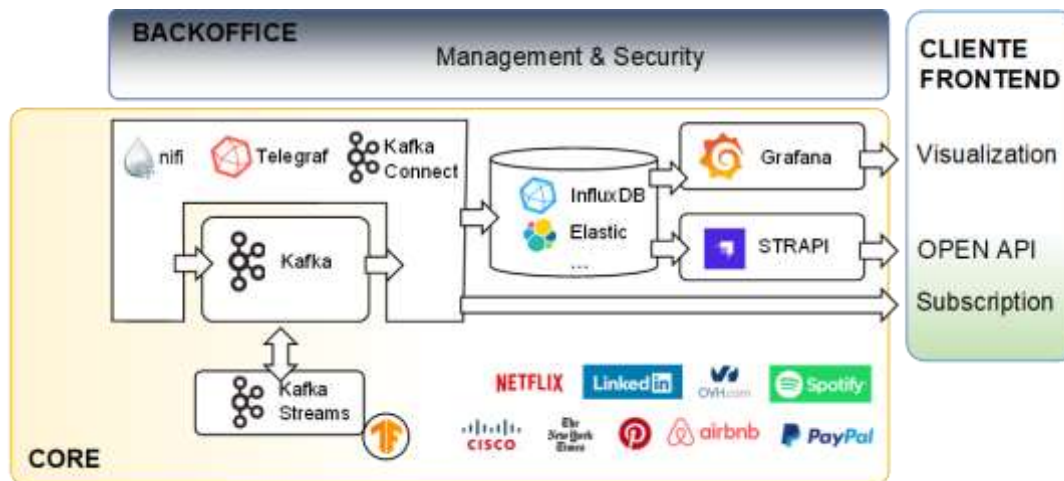 BACKOFFICE
Management & Security
CLIENTE
FRONTEND
nifi
Telegraf
Kafka
Connect
Grafana
Visualization
InfluxDB
Elastic
...
Kafka
STRAPI
OPEN API
Subscription
Kafka
Streams
NETFLIX
Linked in
OVH.com
Spotify
CISCO
The
New York
Times
airbnb
PayPal
CORE